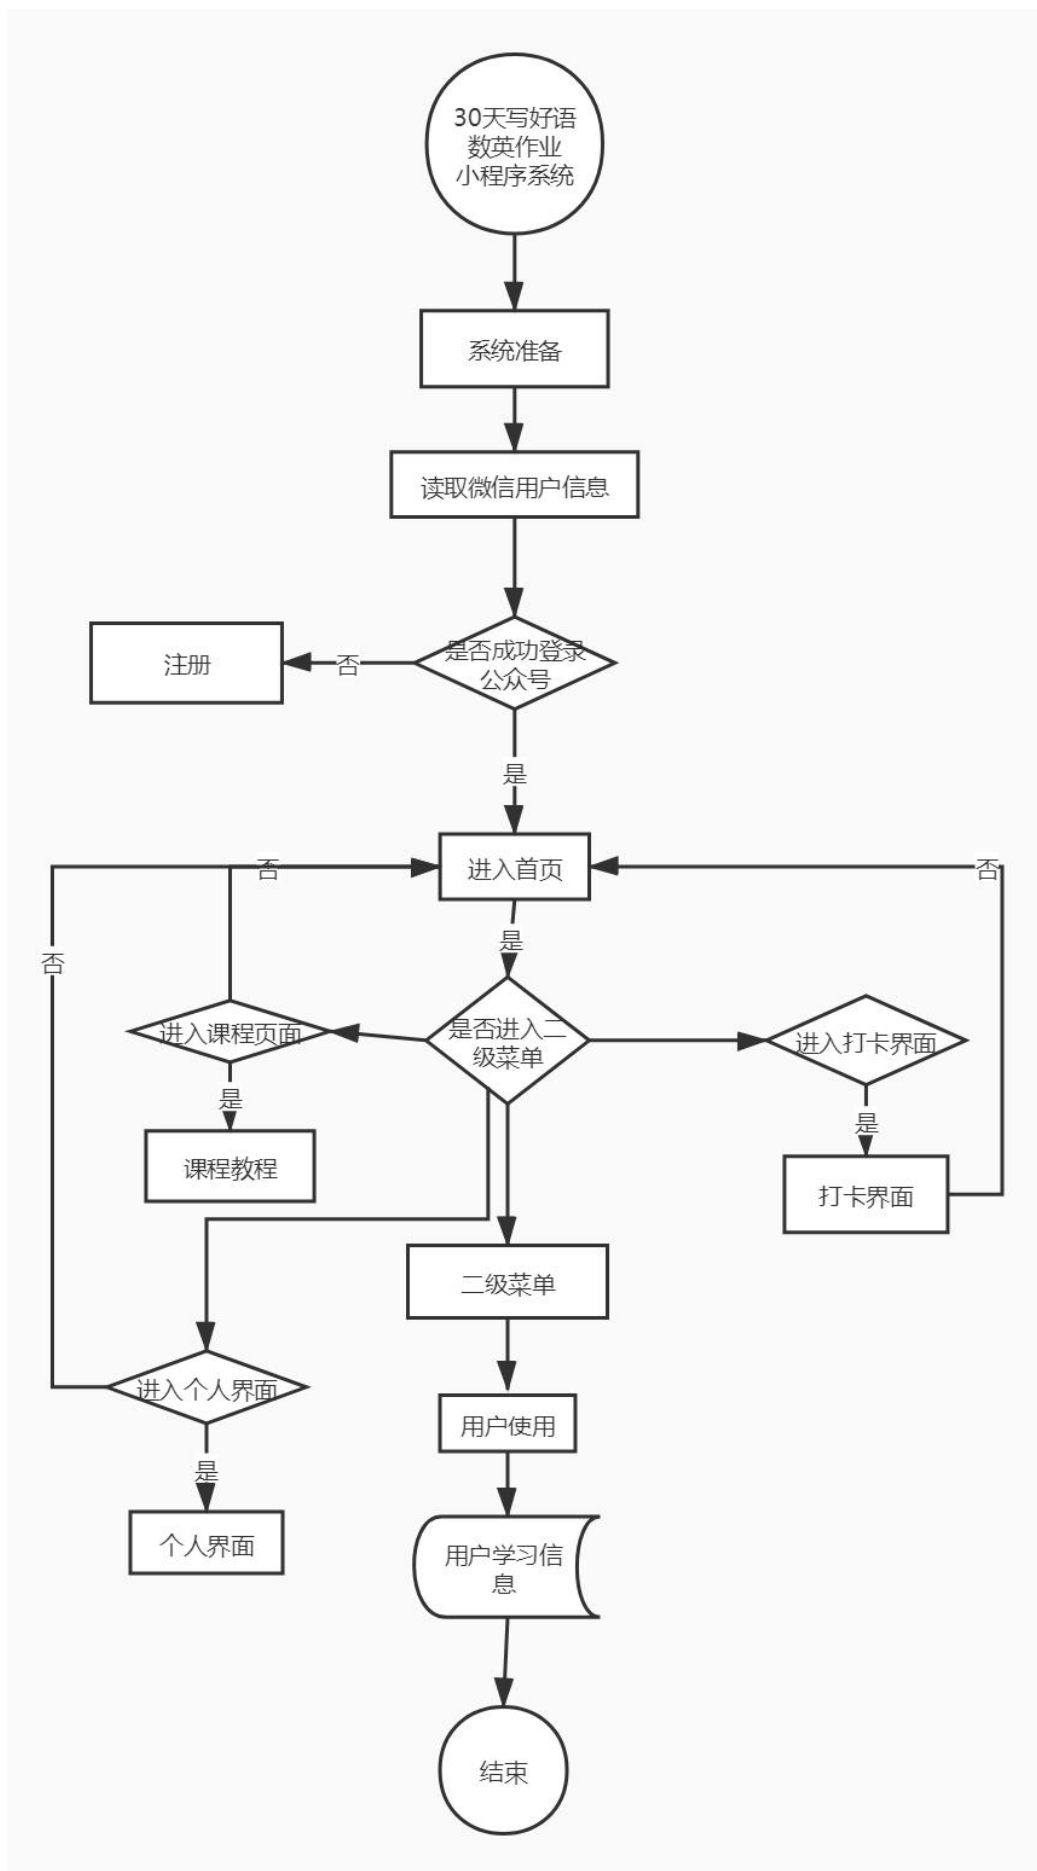 30天写好语
数英作业
小程序系统
系统准备
读取微信用户信息
是否成功登录
公众号
否
注册
是
进入首页
否
否
是
否
进入课程页面
是否进入二
级菜单
进入打卡界面
是
是
课程教程
打卡界面
二级菜单
进入个人界面
用户使用
是
个人界面
用户学习信
息
结束